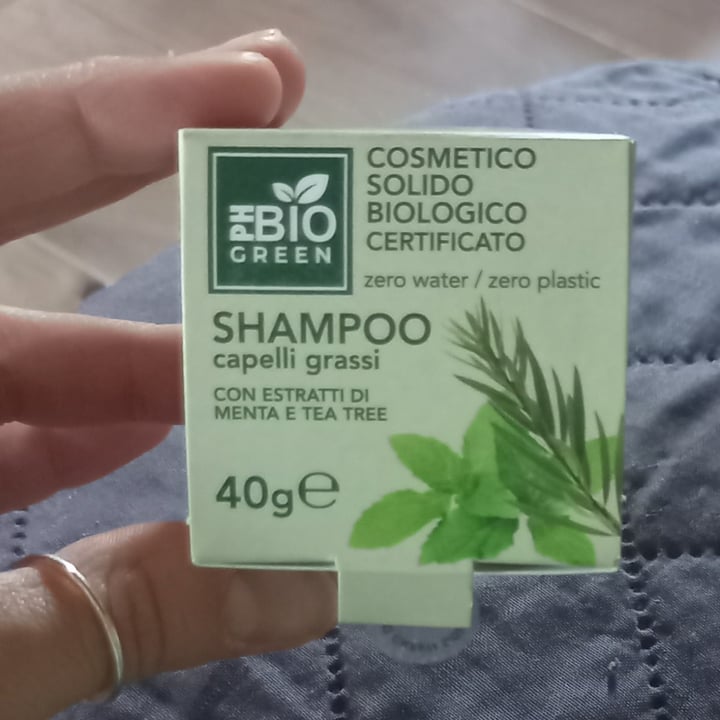 PH BIO
GREEN
COSMETICO
SOLIDO
BIOLOGICO
CERTIFICATO
zero water / zero plastic
SHAMPOO
capelli grassi
CON ESTRATTI DI
MENTA E TEA TREE
40g℮